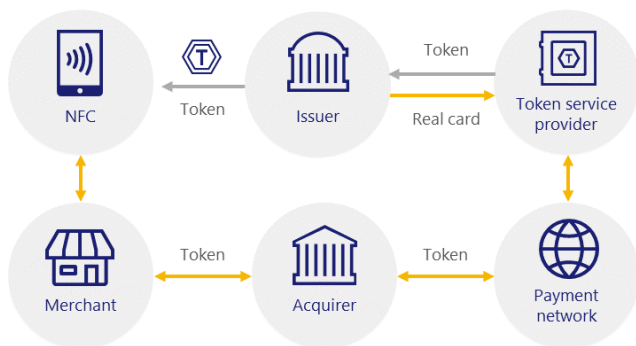 T
Token
Token
NFC
Issuer
Real card
T
Token service
provider
Token
Token
Merchant
Acquirer
Payment
network